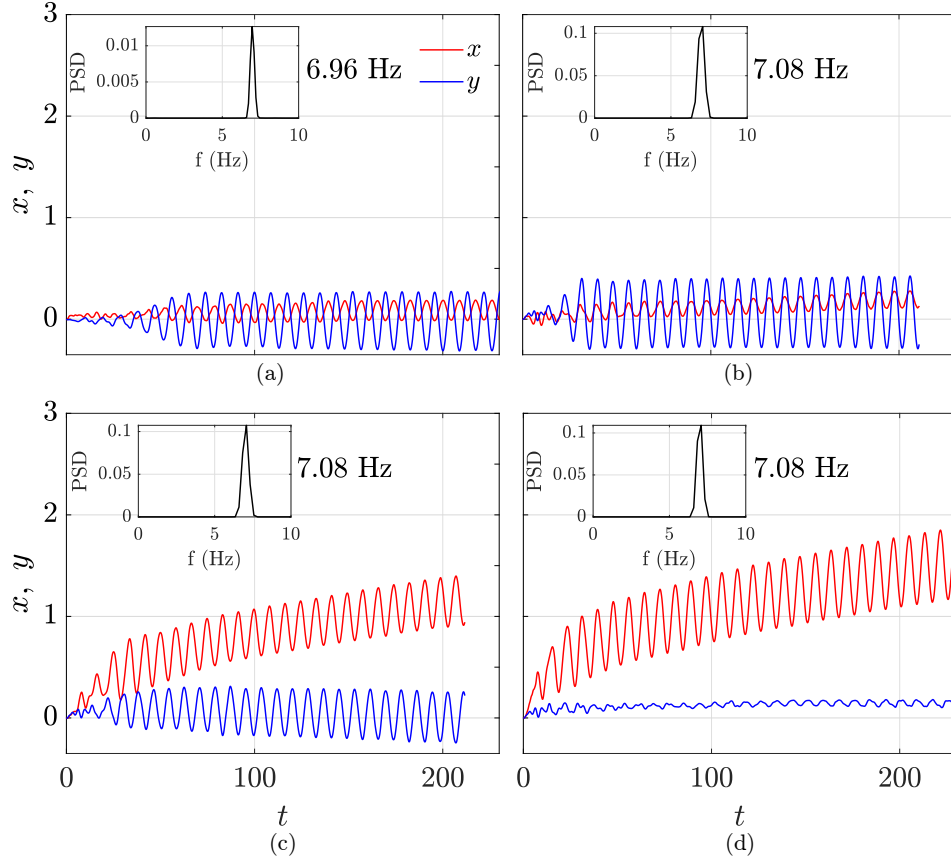 3
2
1
0
x, y
PSD
0.01
0.005
0
0 5 10
f (Hz)
6.96 Hz
x
y
(a)
PSD
0.1
0.05
0
0 5 10
f (Hz)
7.08 Hz
(b)
3
2
1
0
x, y
PSD
0.1
0.05
0
0 5 10
f (Hz)
7.08 Hz
0 100 200
t
(c)
PSD
0.1
0.05
0
0 5 10
f (Hz)
7.08 Hz
0 100 200
t
(d)